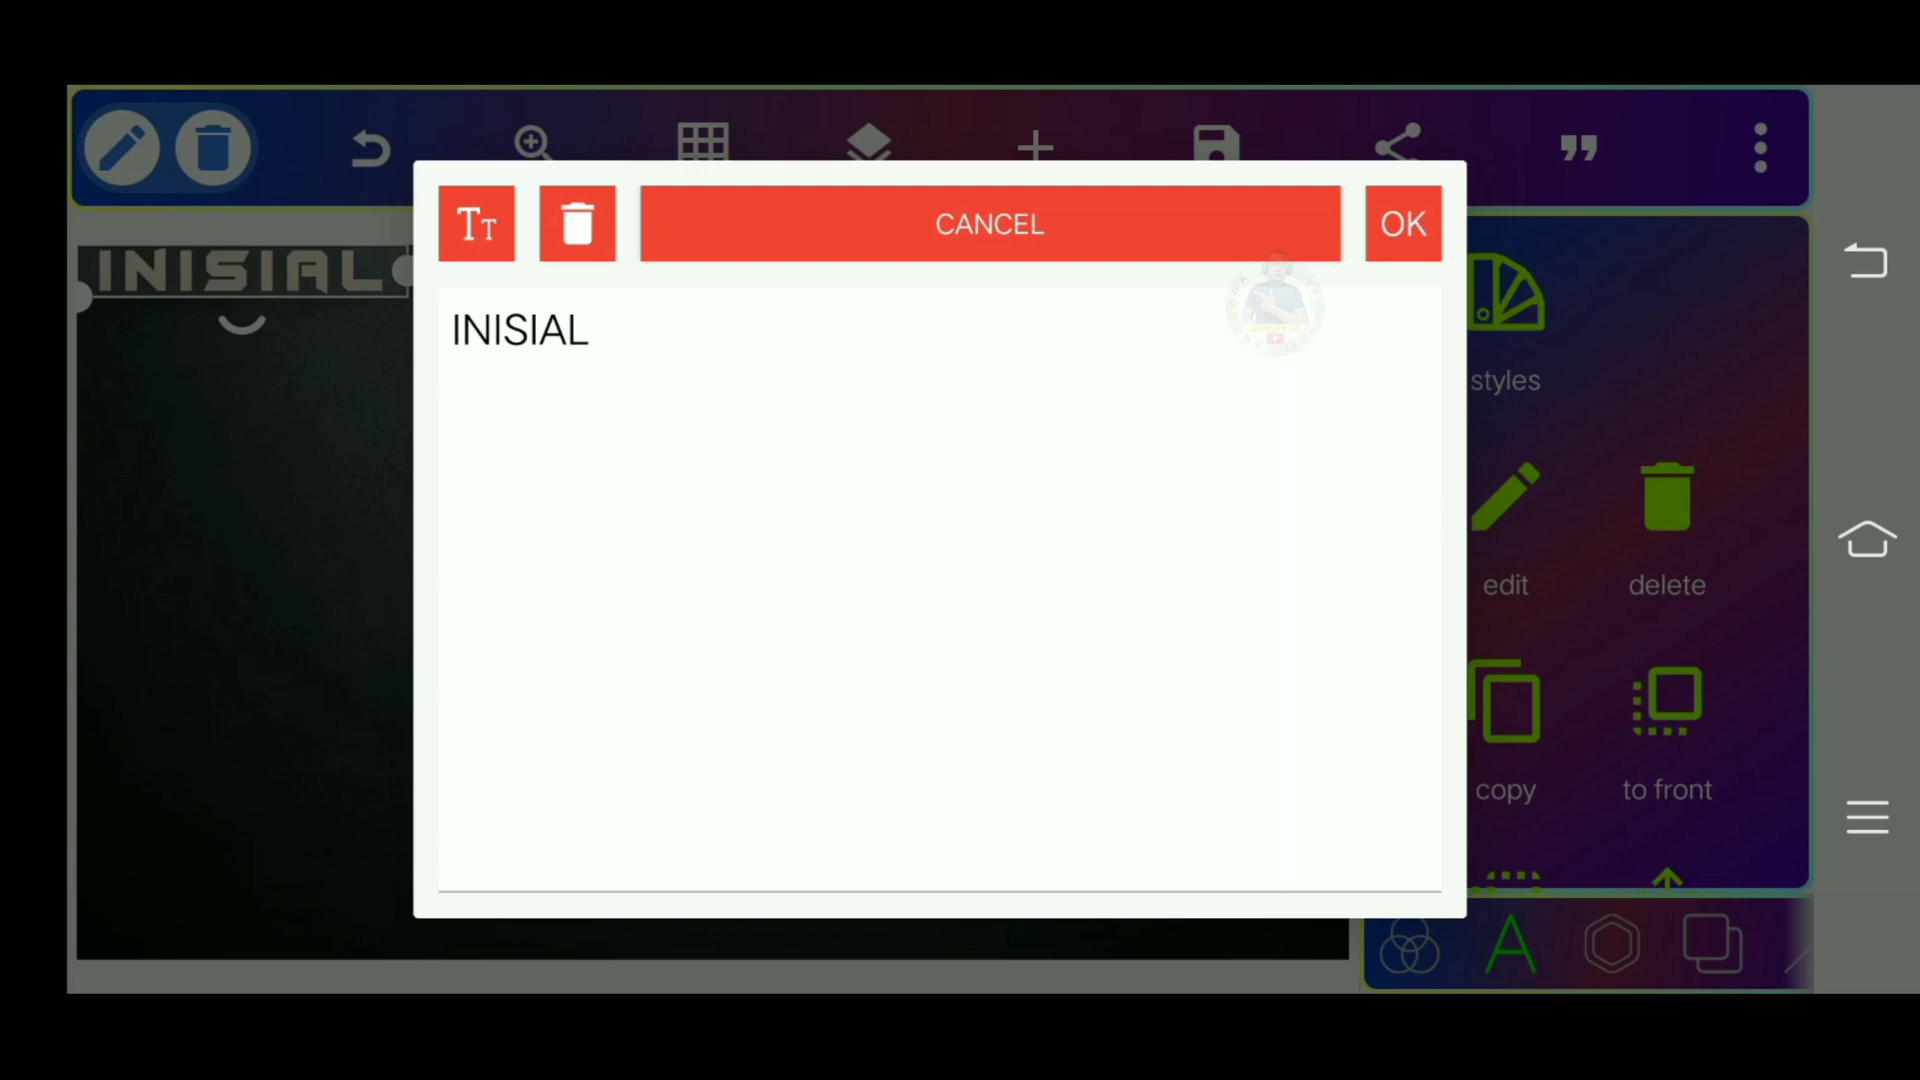 CANCEL
OK
INISIAL
INISIAL
styles
edit
delete
copy
to front